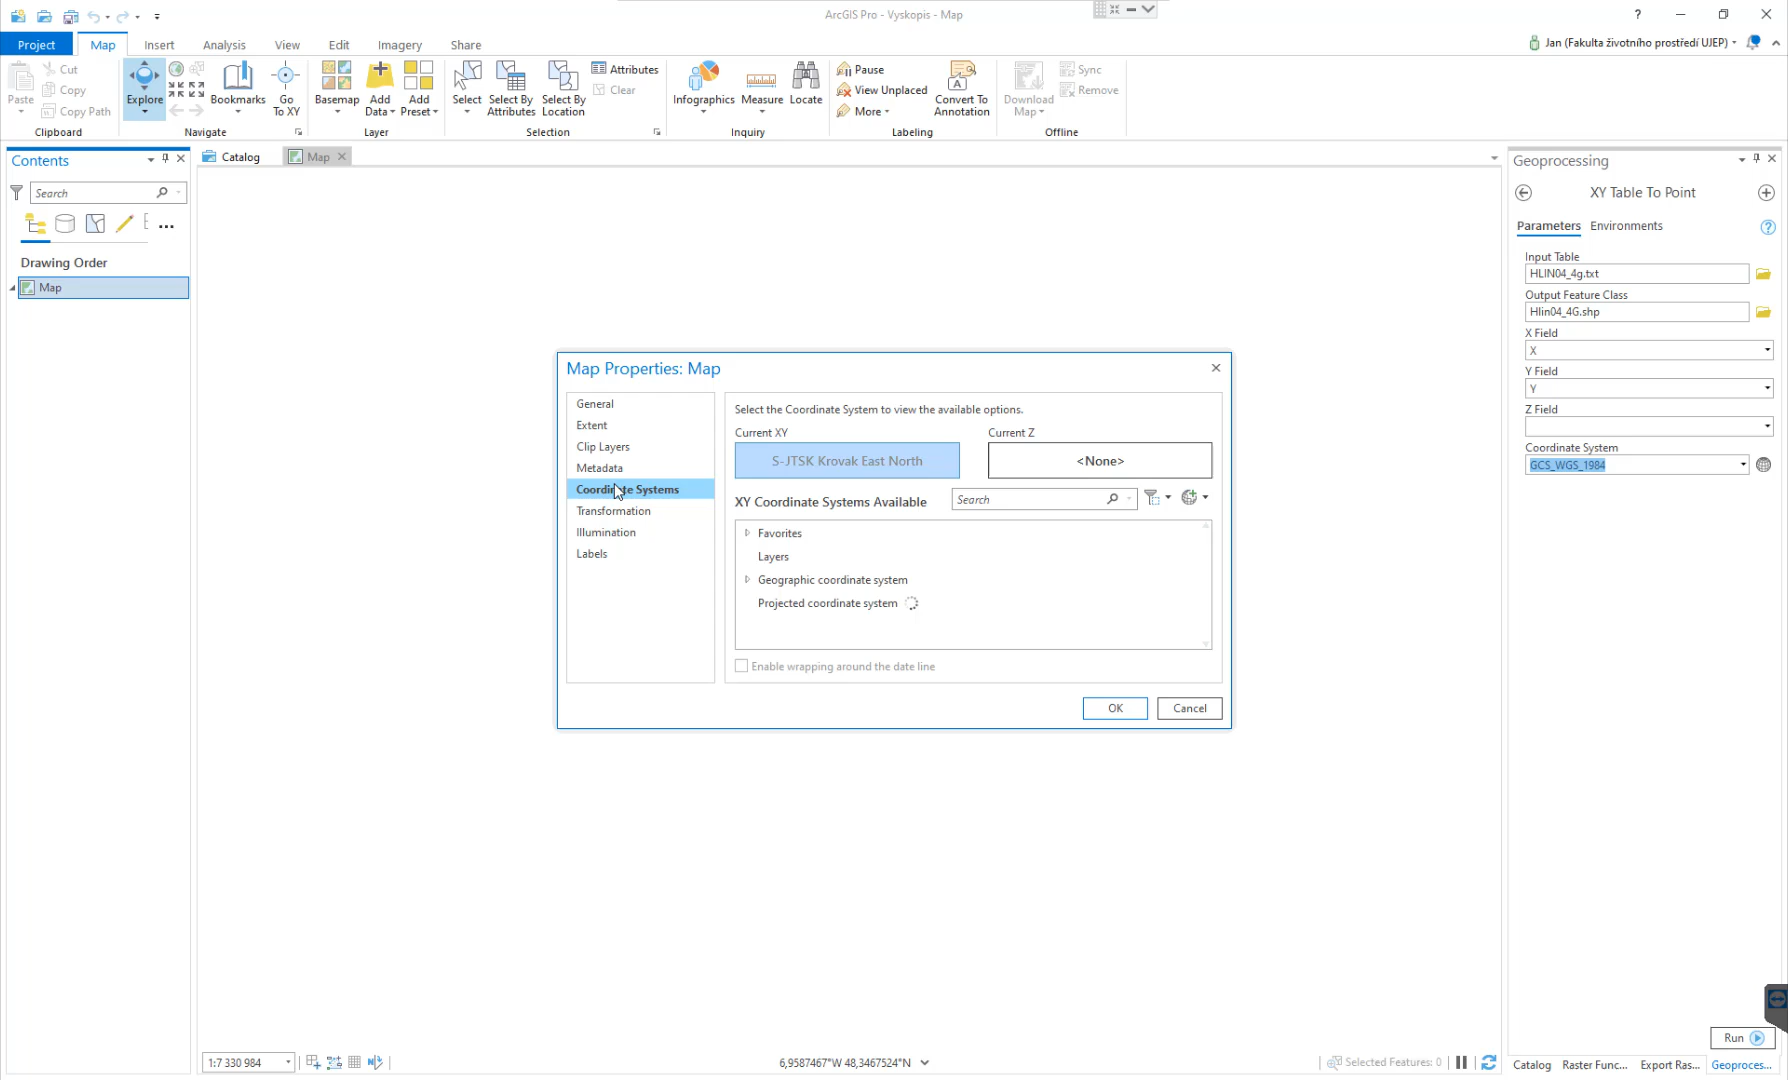 ArcGIS Pro - Vyskopis - Map
?
Project
Map
Insert
Analysis
View
Edit
Imagery
Share
Jan (Fakulta životního prostředí UJEP)
Paste
Cut
Copy
Copy Path
Clipboard
Explore
Bookmarks
Go To XY
Navigate
Basemap
Add Data
Add Preset
Layer
Select
Select By Attributes
Select By Location
Attributes
Clear
Selection
Infographics
Measure
Locate
Inquiry
Pause
View Unplaced
More
Convert To Annotation
Labeling
Download Map
Sync
Remove
Offline
Contents
Search
Drawing Order
Map
Catalog
Map
Map Properties: Map
General
Extent
Clip Layers
Metadata
Coordinate Systems
Transformation
Illumination
Labels
Select the Coordinate System to view the available options.
Current XY
Current Z
S-JTSK Krovak East North
<None>
XY Coordinate Systems Available
Search
Favorites
Layers
Geographic coordinate system
Projected coordinate system
Enable wrapping around the date line
OK
Cancel
Geoprocessing
XY Table To Point
Parameters
Environments
?
Input Table
HLIN04_4g.txt
Output Feature Class
Hlin04_4G.shp
X Field
X
Y Field
Y
Z Field
Coordinate System
GCS_WGS_1984
Run
1:7 330 984
6,9587467°W 48,3467524°N
Selected Features: 0
Catalog
Raster Func...
Export Ras...
Geoproces...